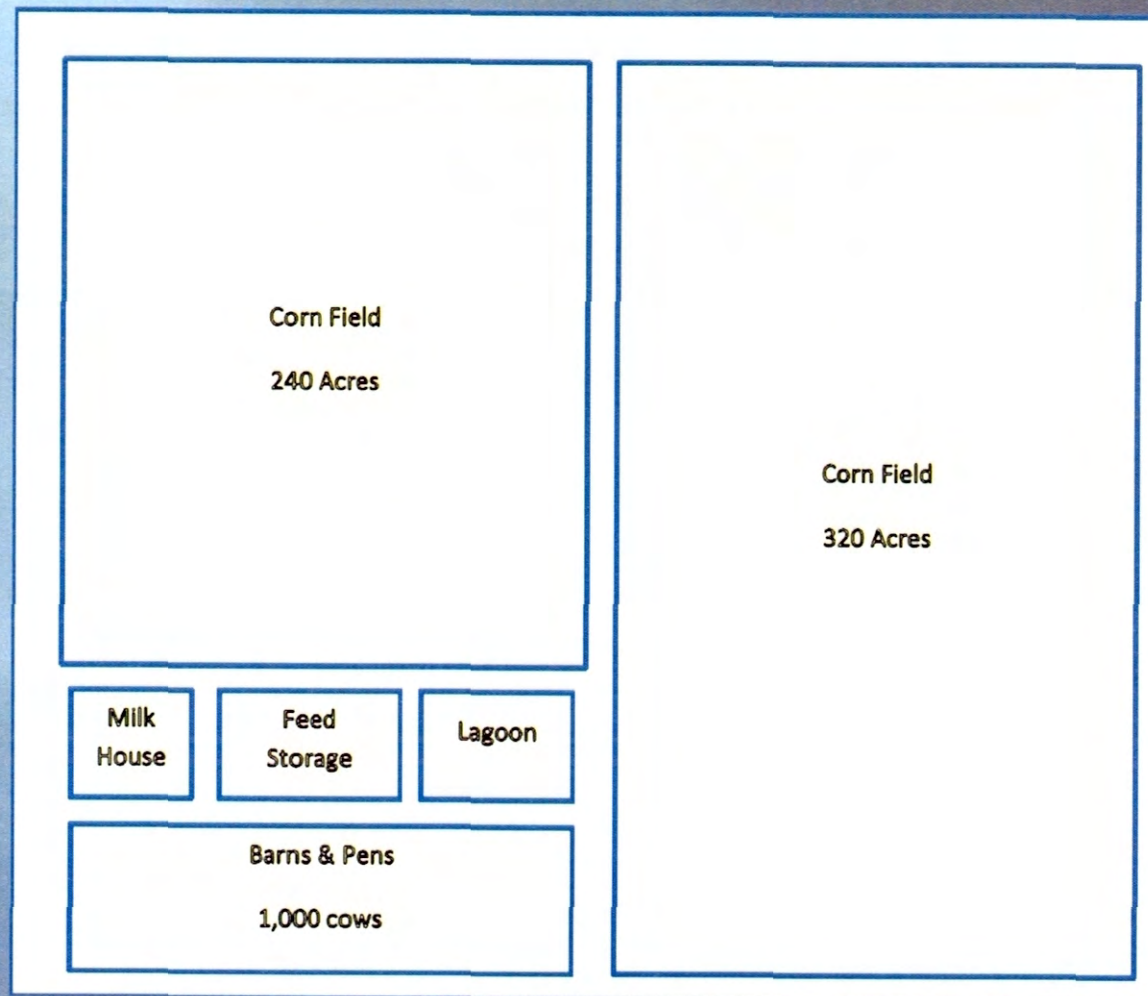 Corn Field
240 Acres
Corn Field
320 Acres
Milk
House
Feed
Storage
Lagoon
Barns & Pens
1,000 cows